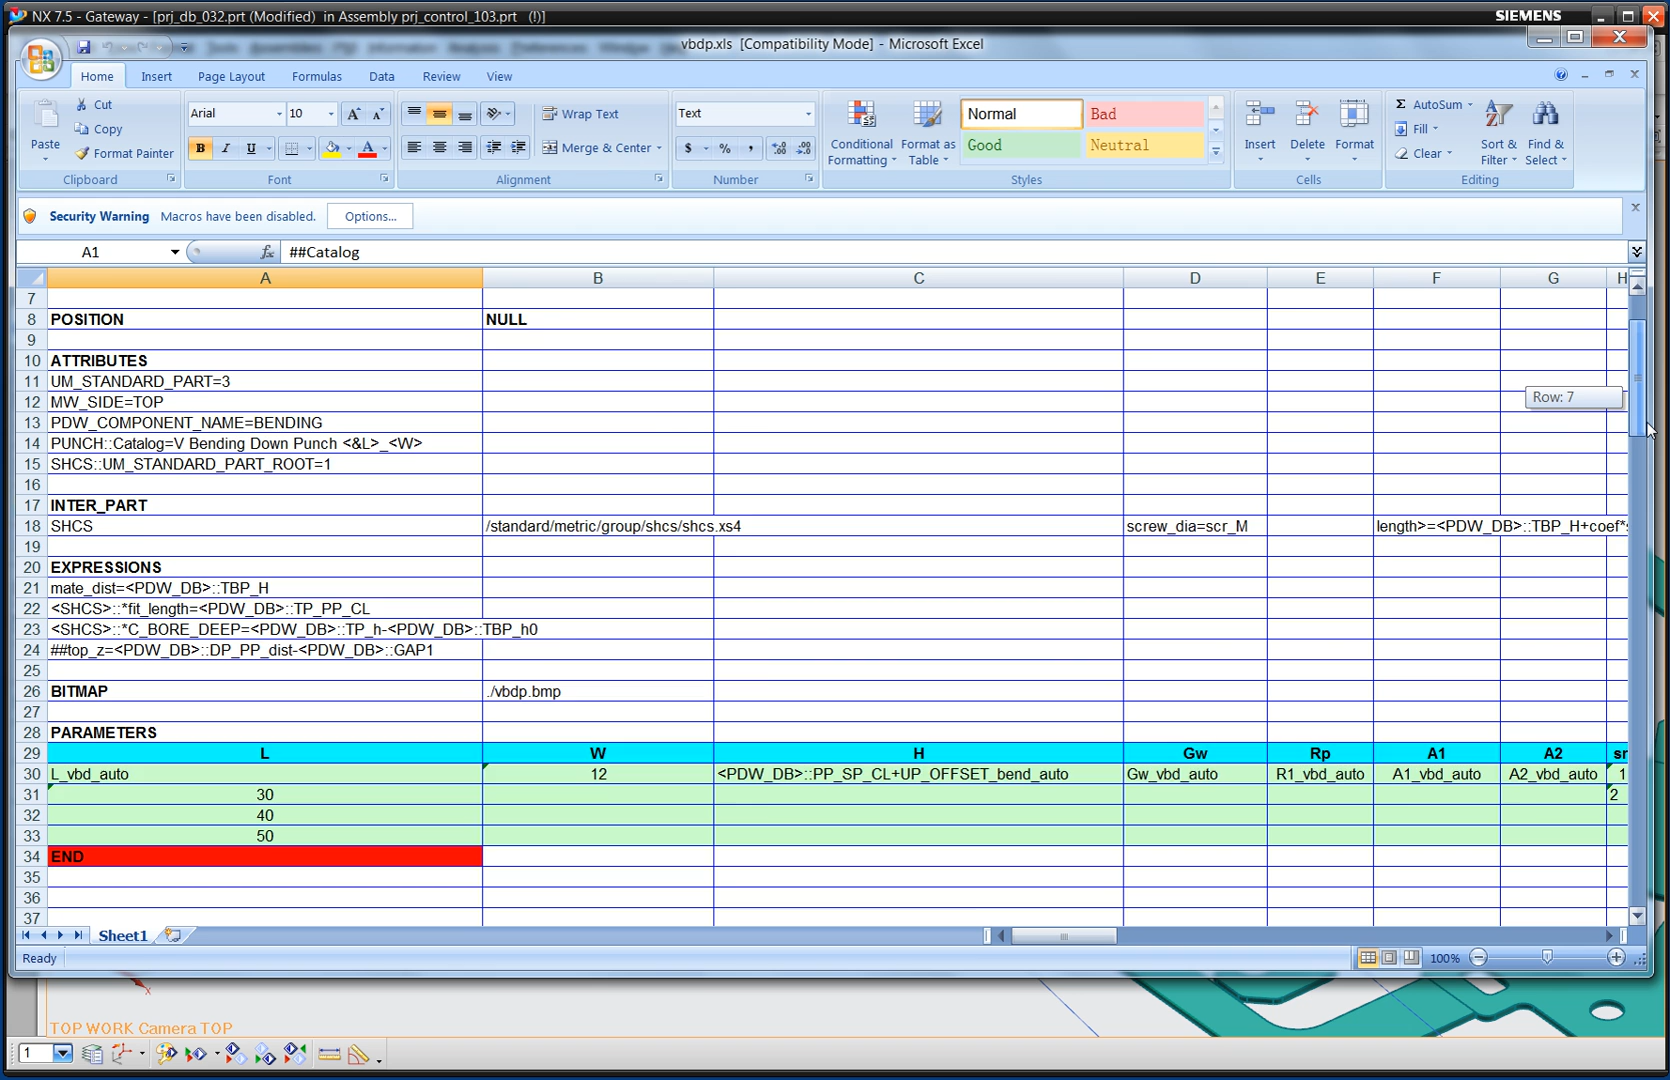 NX 7.5 - Gateway - [prj_db_032.prt (Modified) in Assembly prj_control_103.prt (!)]
SIEMENS
vbdp.xls [Compatibility Mode] - Microsoft Excel
Home Insert Page Layout Formulas Data Review View
Paste
Cut
Copy
Format Painter
Clipboard
Arial 10
B I U
Font
Wrap Text
Merge & Center
Alignment
Text
$ % ,
Number
Conditional Formatting
Format as Table
Normal Bad
Good Neutral
Styles
Insert Delete Format
Cells
AutoSum
Fill
Clear
Sort & Filter
Find & Select
Editing
Security Warning Macros have been disabled. Options...
A1 fx ##Catalog
A B C D E F G H
7
8 POSITION NULL
9
10 ATTRIBUTES
11 UM_STANDARD_PART=3
12 MW_SIDE=TOP
Row: 7
13 PDW_COMPONENT_NAME=BENDING
14 PUNCH::Catalog=V Bending Down Punch <&L>_<W>
15 SHCS::UM_STANDARD_PART_ROOT=1
16
17 INTER_PART
18 SHCS /standard/metric/group/shcs/shcs.xs4 screw_dia=scr_M length>=<PDW_DB>::TBP_H+coef*
19
20 EXPRESSIONS
21 mate_dist=<PDW_DB>::TBP_H
22 <SHCS>::*fit_length=<PDW_DB>::TP_PP_CL
23 <SHCS>::*C_BORE_DEEP=<PDW_DB>::TP_h-<PDW_DB>::TBP_h0
24 ##top_z=<PDW_DB>::DP_PP_dist-<PDW_DB>::GAP1
25
26 BITMAP ./vbdp.bmp
27
28 PARAMETERS
29 L W H Gw Rp A1 A2
30 L_vbd_auto 12 <PDW_DB>::PP_SP_CL+UP_OFFSET_bend_auto Gw_vbd_auto R1_vbd_auto A1_vbd_auto A2_vbd_auto 1
31 30 2
32 40
33 50
34 END
35
36
37
Sheet1
Ready 100%
X
TOP WORK Camera TOP
1